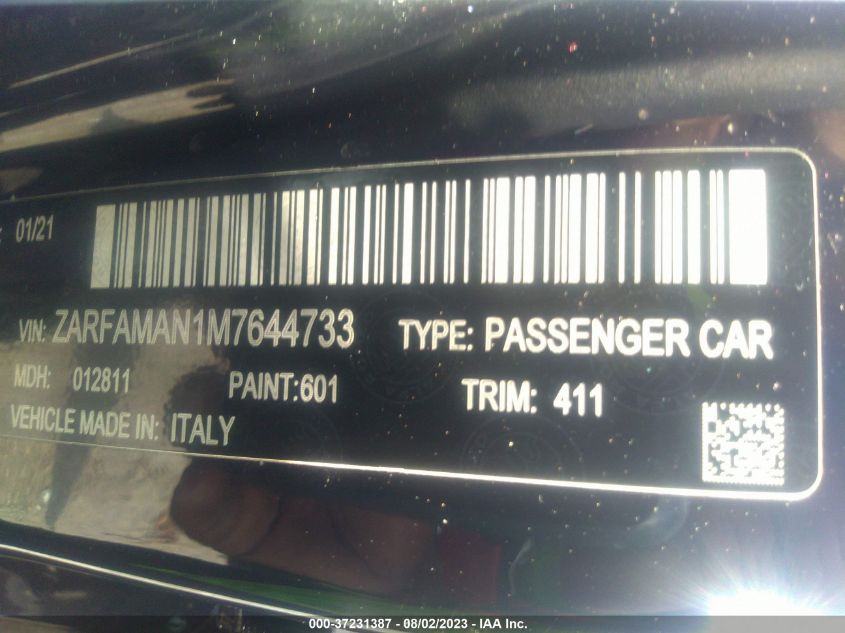 01/21
VIN: ZARFAMAN1M7644733 TYPE: PASSENGER CAR
MDH: 012811 PAINT:601 TRIM: 411
VEHICLE MADE IN: ITALY
000-37231387 - 08/02/2023 - IAA Inc.